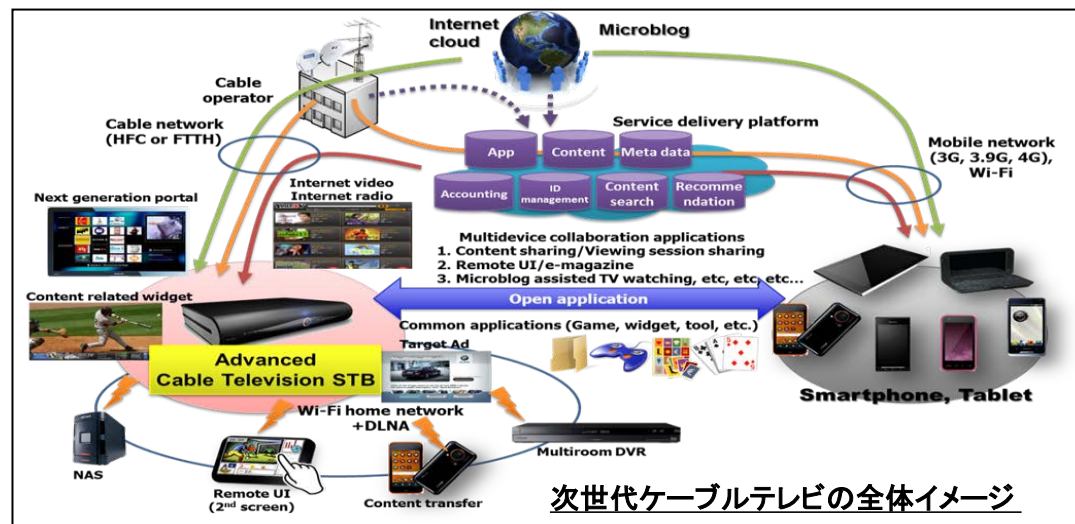 Internet
cloud
Microblog
Cable
operator
Cable network
(HFC or FTTH)
Service delivery platform
App
Content
Meta data
Accounting
ID
management
Content
search
Recomme
ndation
Mobile network
(3G, 3.9G, 4G),
Wi-Fi
Next generation portal
Internet video
Internet radio
Multidevice collaboration applications
1. Content sharing/Viewing session sharing
2. Remote UI/e-magazine
3. Microblog assisted TV watching, etc, etc, etc...
Open application
Content related widget
Common applications (Game, widget, tool, etc.)
Target Ad
Advanced
Cable Television STB
Smartphone, Tablet
Wi-Fi home network
+DLNA
NAS
Remote UI
(2nd screen)
Content transfer
Multiroom DVR
次世代ケーブルテレビの全体イメージ